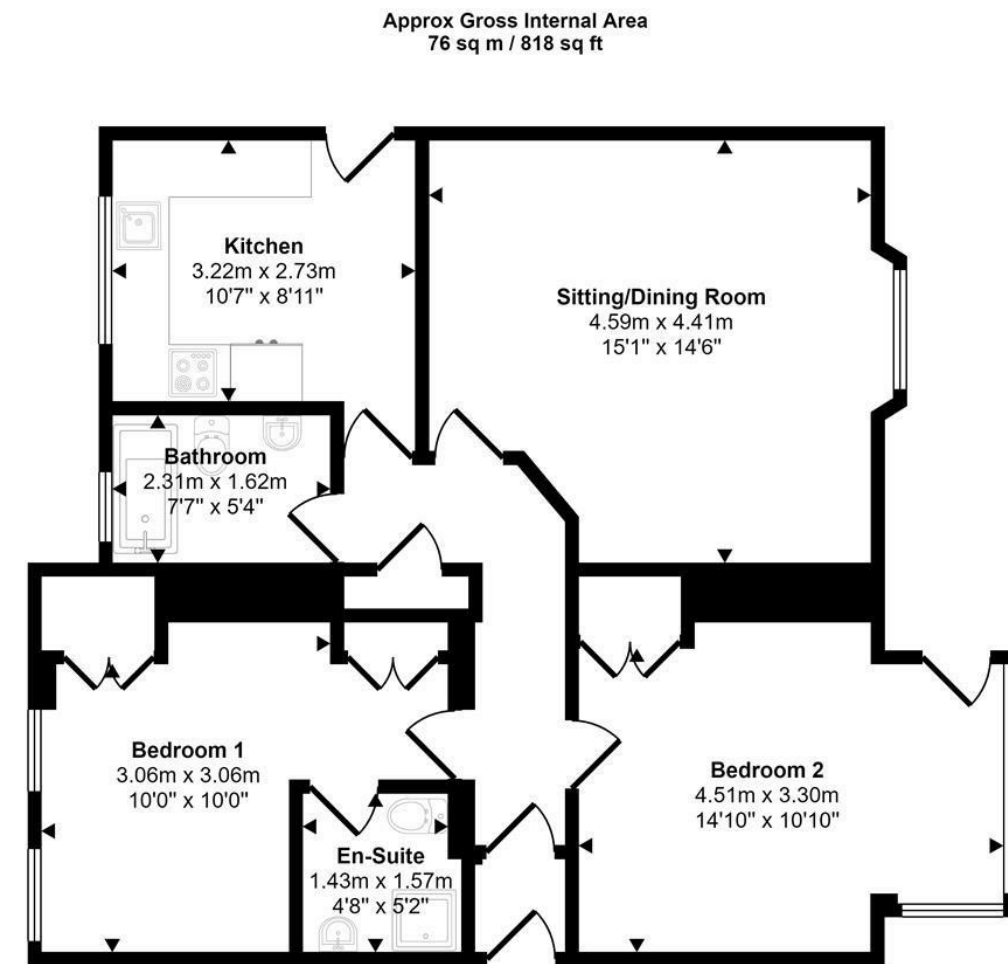 Approx Gross Internal Area
76 sq m / 818 sq ft
Kitchen
3.22m x 2.73m
10'7" x 8'11"
Sitting/Dining Room
4.59m x 4.41m
15'1" x 14'6"
Bathroom
2.31m x 1.62m
7'7" x 5'4"
Bedroom 1
3.06m x 3.06m
10'0" x 10'0"
Bedroom 2
4.51m x 3.30m
14'10" x 10'10"
En-Suite
1.43m x 1.57m
4'8" x 5'2"